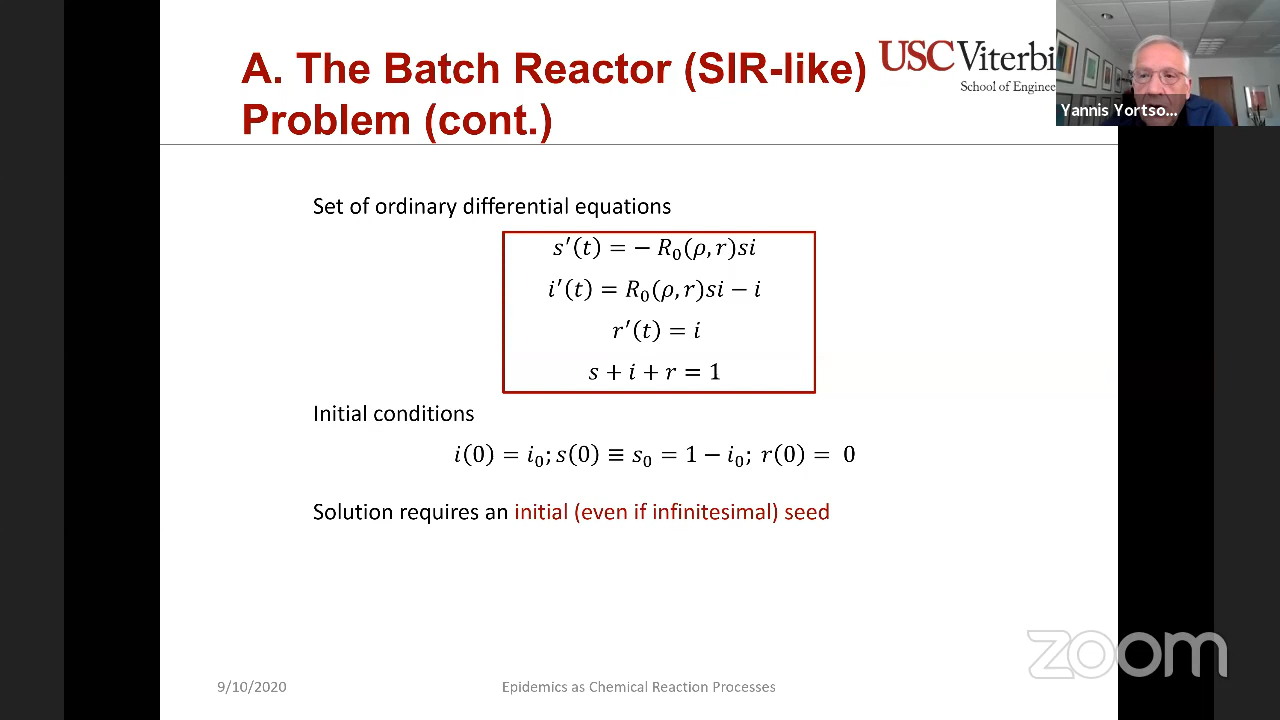 A. The Batch Reactor (SIR-like)
Problem (cont.)
USC Viterbi
School of Enginee
Yannis Yortso...
Set of ordinary differential equations
s′(t) = − R₀(ρ, r)si
i′(t) = R₀(ρ, r)si − i
r′(t) = i
s + i + r = 1
Initial conditions
i(0) = i₀; s(0) ≡ s₀ = 1 − i₀; r(0) = 0
Solution requires an initial (even if infinitesimal) seed
zoom
9/10/2020
Epidemics as Chemical Reaction Processes